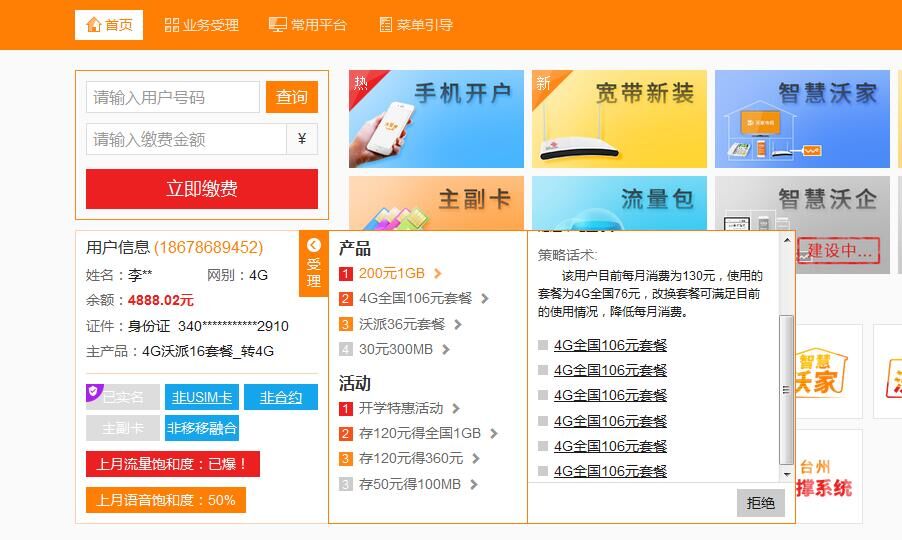 首页 业务受理 常用平台 菜单引导
请输入用户号码 查询
请输入缴费金额 ¥
立即缴费
热 手机开户
新 宽带新装
智慧沃家
主副卡
流量包
智慧沃企
建设中...
用户信息 (18678689452)
姓名：李** 网别：4G
余额：4888.02元
证件：身份证 340***********2910
主产品：4G沃派16套餐_转4G
已实名 非USIM卡 非合约
主副卡 非移移融合
上月流量饱和度：已爆！
上月语音饱和度：50%
受理
产品
1 200元1GB
2 4G全国106元套餐
3 沃派36元套餐
4 30元300MB
活动
1 开学特惠活动
2 存120元得全国1GB
3 存120元得360元
3 存50元得100MB
策略话术:
该用户目前每月消费为130元，使用的
套餐为4G全国76元，改换套餐可满足目前
的使用情况，降低每月消费。
4G全国106元套餐
4G全国106元套餐
4G全国106元套餐
4G全国106元套餐
4G全国106元套餐
4G全国106元套餐
拒绝
智慧
沃家
台州
撑系统